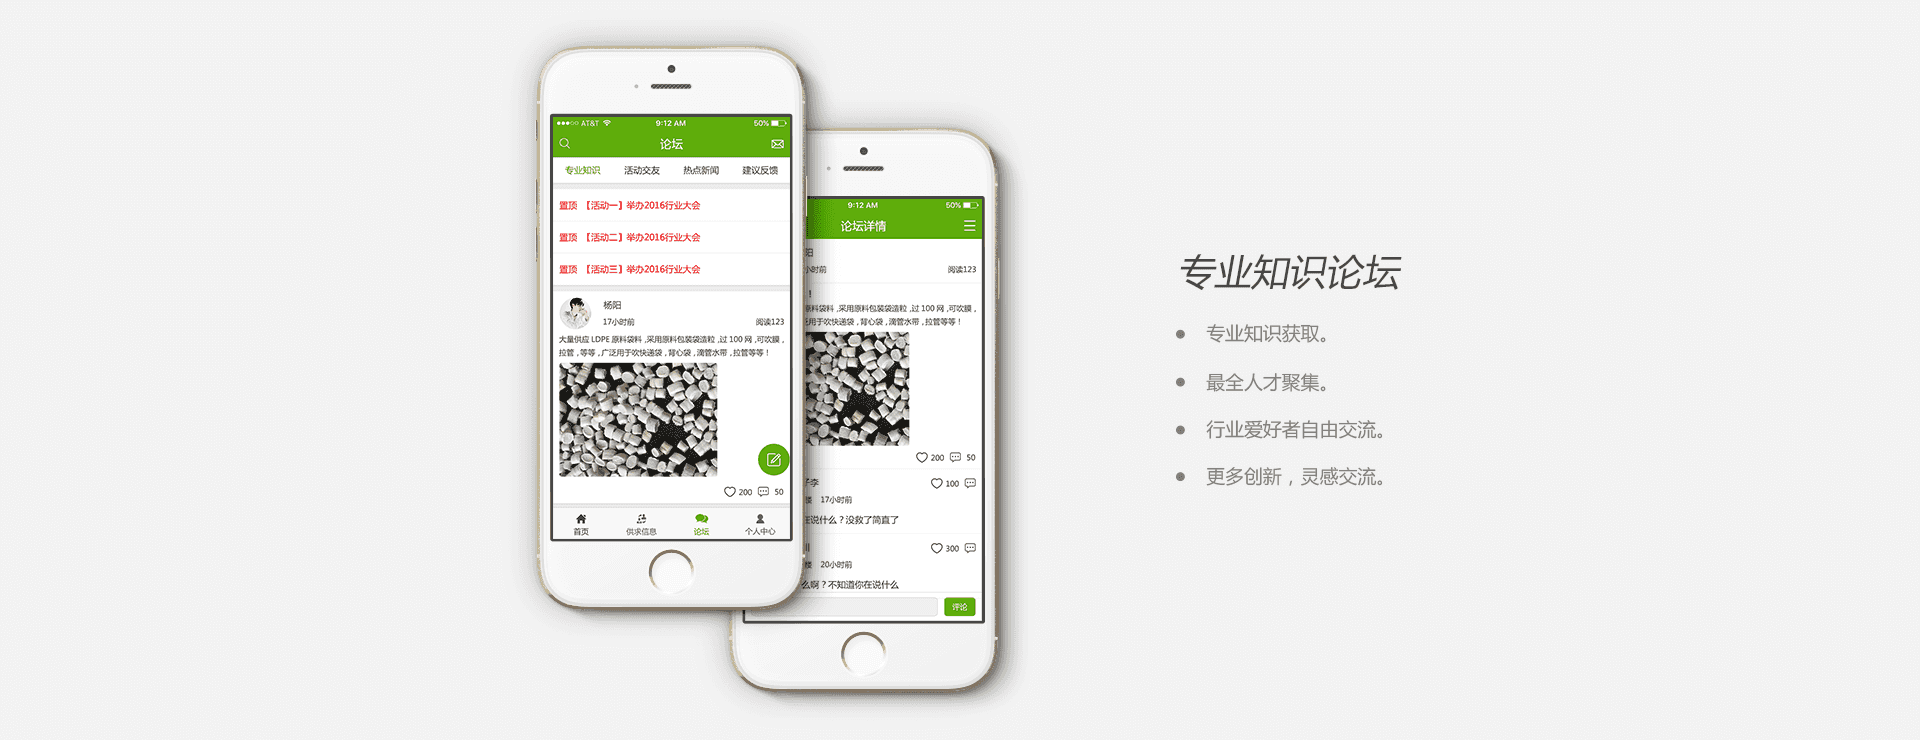 AT&T 9:12 AM 50%
论坛
专业知识 活动交友 热点新闻 建议反馈
置顶 【活动一】举办2016行业大会
置顶 【活动二】举办2016行业大会
置顶 【活动三】举办2016行业大会
杨阳
17小时前 阅读123
大量供应 LDPE 原料袋料 ,采用原料包装袋造粒 ,过 100 网 ,可吹膜 ,
拉管 , 等等 , 广泛用于吹快递袋 , 背心袋 , 滴管水带 , 拉管等等！
200 50
首页 供求信息 论坛 个人中心
9:12 AM 50%
论坛详情
阳
小时前 阅读123
！
原料袋料 ,采用原料包装袋造粒 ,过 100 网 ,可吹膜 ,
泛用于吹快递袋 , 背心袋 , 滴管水带 , 拉管等等！
200 50
子李 100
楼 17小时前
在说什么？没救了简直了
300
楼 20小时前
么啊？不知道你在说什么
评论
专业知识论坛
• 专业知识获取。
• 最全人才聚集。
• 行业爱好者自由交流。
• 更多创新，灵感交流。